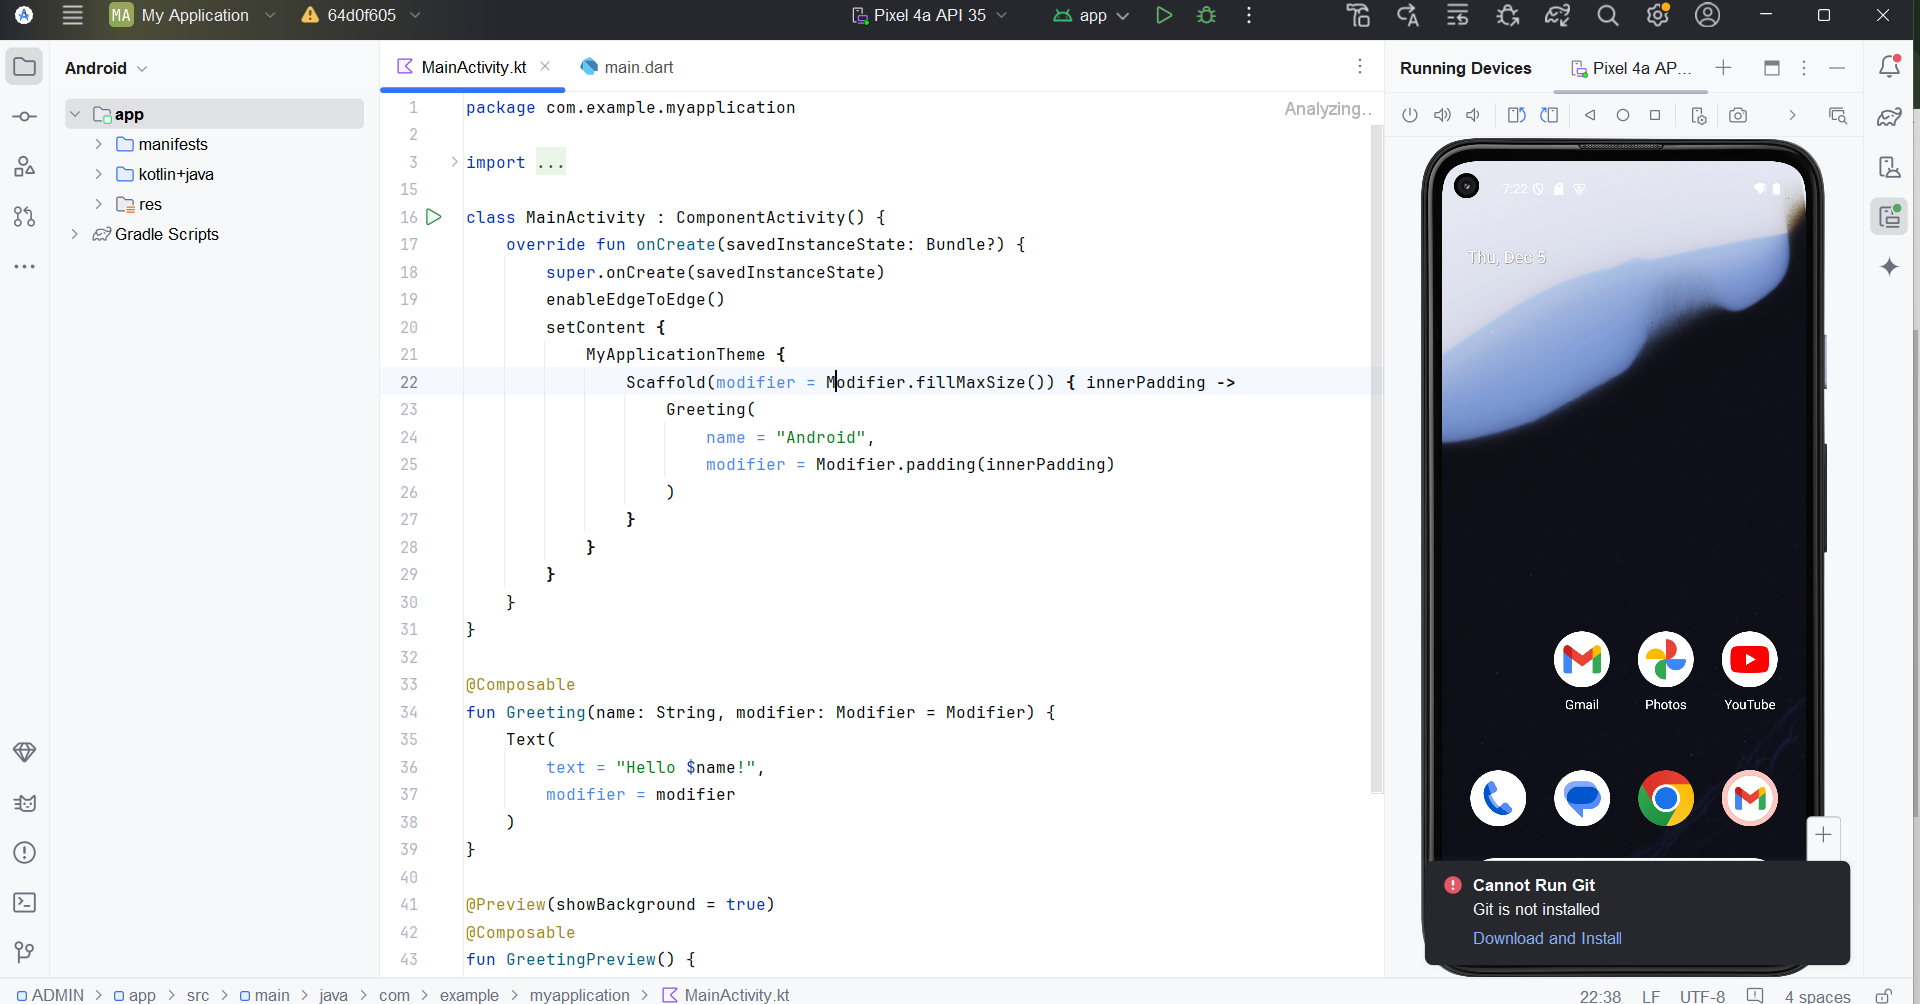 MA My Application 64d0f605 Pixel 4a API 35 app
Android
MainActivity.kt
main.dart
Running Devices
Pixel 4a AP...
app
manifests
kotlin+java
res
Gradle Scripts
Analyzing..
1 package com.example.myapplication
2
3 import ...
15
16 class MainActivity : ComponentActivity() {
17 override fun onCreate(savedInstanceState: Bundle?) {
18 super.onCreate(savedInstanceState)
19 enableEdgeToEdge()
20 setContent {
21 MyApplicationTheme {
22 Scaffold(modifier = Modifier.fillMaxSize()) { innerPadding ->
23 Greeting(
24 name = "Android",
25 modifier = Modifier.padding(innerPadding)
26 )
27 }
28 }
29 }
30 }
31 }
32
33 @Composable
34 fun Greeting(name: String, modifier: Modifier = Modifier) {
35 Text(
36 text = "Hello $name!",
37 modifier = modifier
38 )
39 }
40
41 @Preview(showBackground = true)
42 @Composable
43 fun GreetingPreview() {
7:22
Thu, Dec 5
Gmail
Photos
YouTube
Cannot Run Git
Git is not installed
Download and Install
ADMIN > app > src > main > java > com > example > myapplication > MainActivity.kt
22:38 LF UTF-8 4 spaces